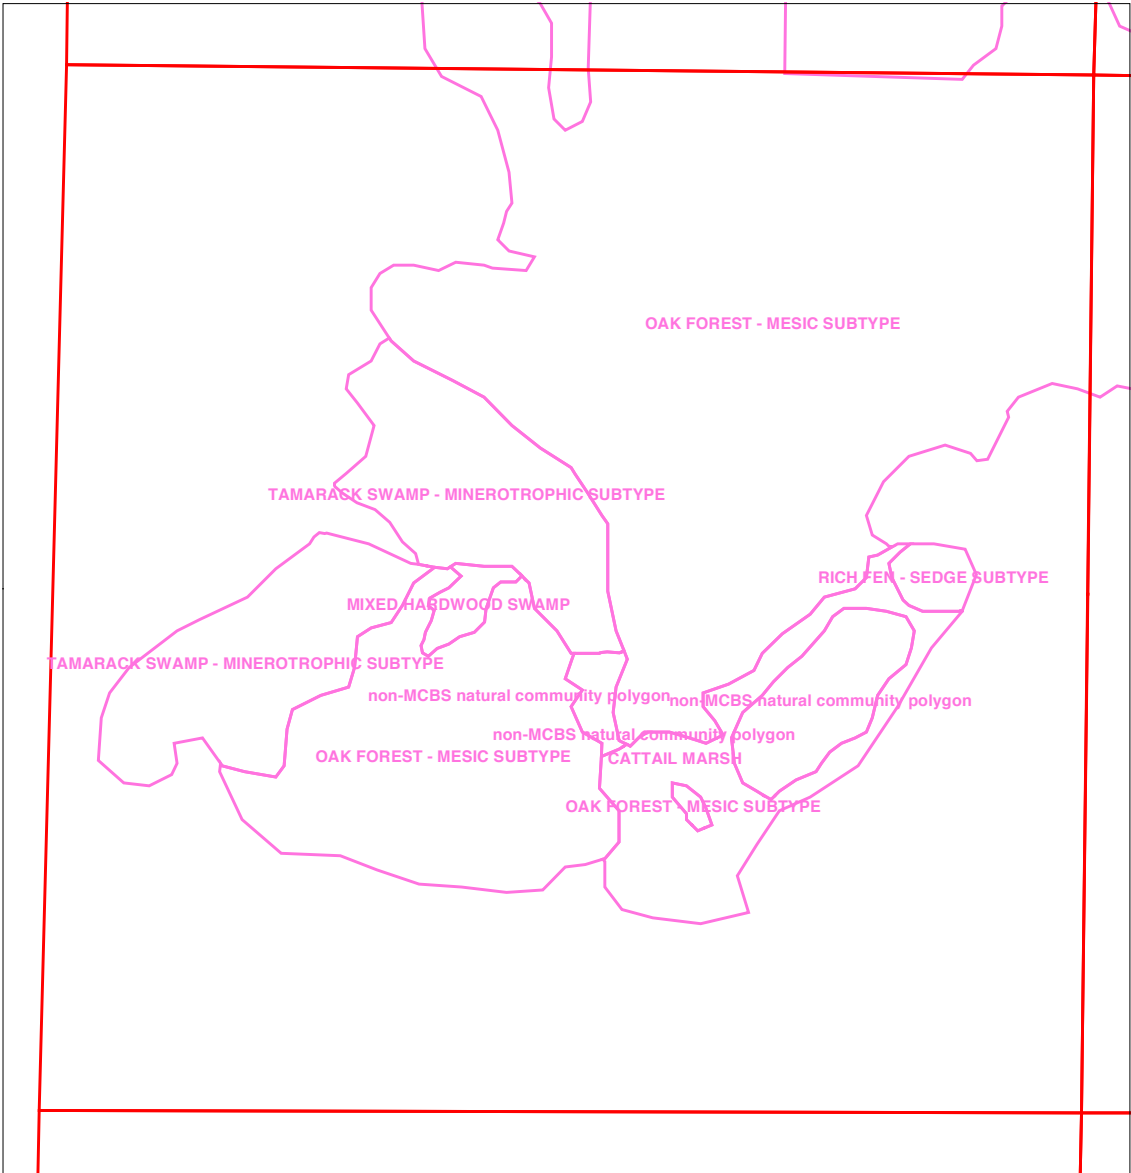 OAK FOREST - MESIC SUBTYPE
TAMARACK SWAMP - MINEROTROPHIC SUBTYPE
RICH FEN - SEDGE SUBTYPE
MIXED HARDWOOD SWAMP
TAMARACK SWAMP - MINEROTROPHIC SUBTYPE
non-MCBS natural community polygon
non-MCBS natural community polygon
non-MCBS natural community polygon
OAK FOREST - MESIC SUBTYPE
CATTAIL MARSH
OAK FOREST - MESIC SUBTYPE